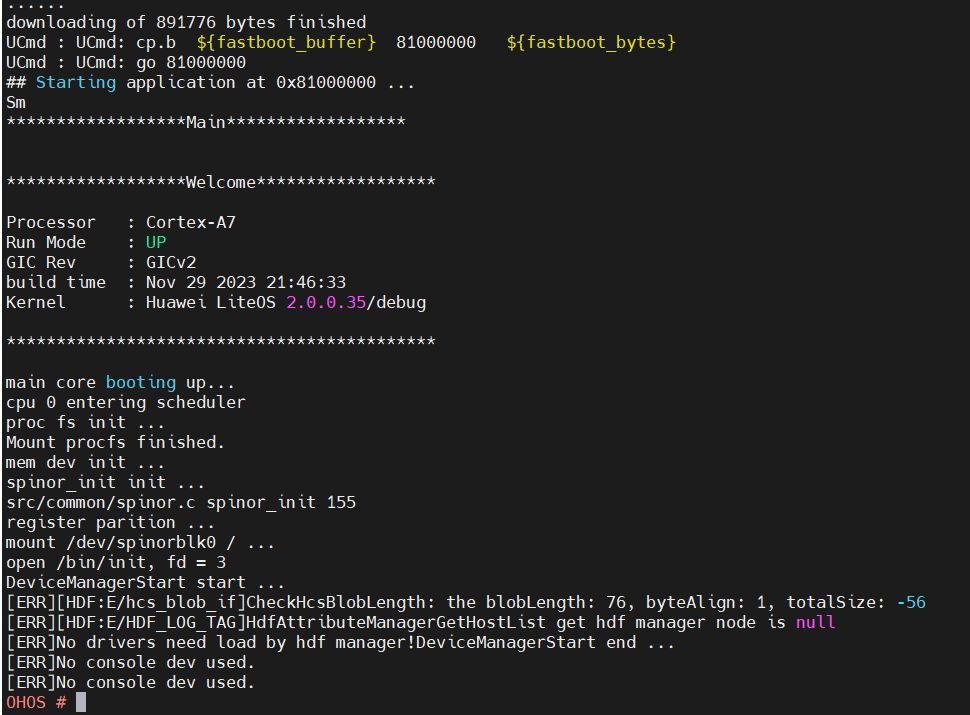 ......
downloading of 891776 bytes finished
UCmd : UCmd: cp.b  ${fastboot_buffer}  81000000   ${fastboot_bytes}
UCmd : UCmd: go 81000000
## Starting application at 0x81000000 ...
Sm
******************Main******************
******************Welcome******************
Processor   : Cortex-A7
Run Mode    : UP
GIC Rev     : GICv2
build time  : Nov 29 2023 21:46:33
Kernel      : Huawei LiteOS 2.0.0.35/debug
*******************************************
main core booting up...
cpu 0 entering scheduler
proc fs init ...
Mount procfs finished.
mem dev init ...
spinor_init init ...
src/common/spinor.c spinor_init 155
register parition ...
mount /dev/spinorblk0 / ...
open /bin/init, fd = 3
DeviceManagerStart start ...
[ERR][HDF:E/hcs_blob_if]CheckHcsBlobLength: the blobLength: 76, byteAlign: 1, totalSize: -56
[ERR][HDF:E/HDF_LOG_TAG]HdfAttributeManagerGetHostList get hdf manager node is null
[ERR]No drivers need load by hdf manager!DeviceManagerStart end ...
[ERR]No console dev used.
[ERR]No console dev used.
OHOS #